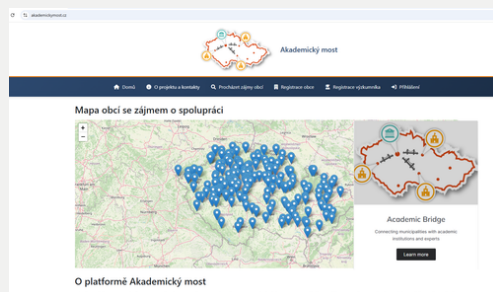 akademickymost.cz
Akademický most
Domů
O projektu a kontakty
Procházet zájmy obcí
Registrace obce
Registrace výzkumníka
Přihlášení
Mapa obcí se zájmem o spolupráci
+
−
Academic Bridge
Connecting municipalities with academic
institutions and experts
Learn more
O platformě Akademický most